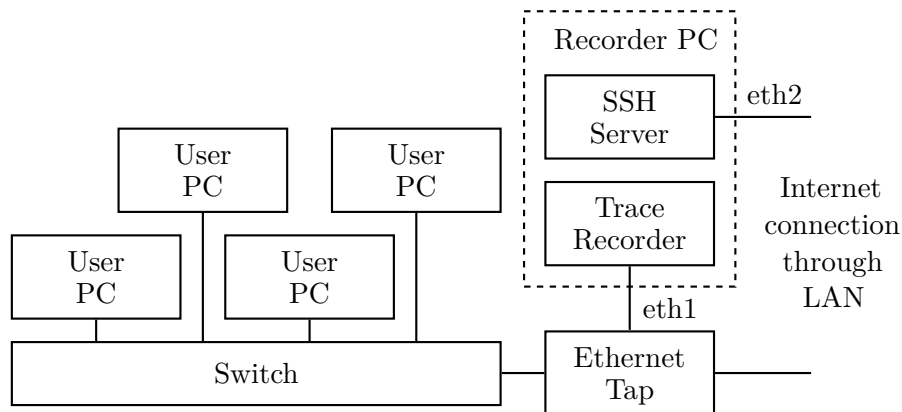 Recorder PC
SSH
Server
eth2
User
PC
User
PC
Trace
Recorder
Internet
connection
through
LAN
User
PC
User
PC
eth1
Switch
Ethernet
Tap